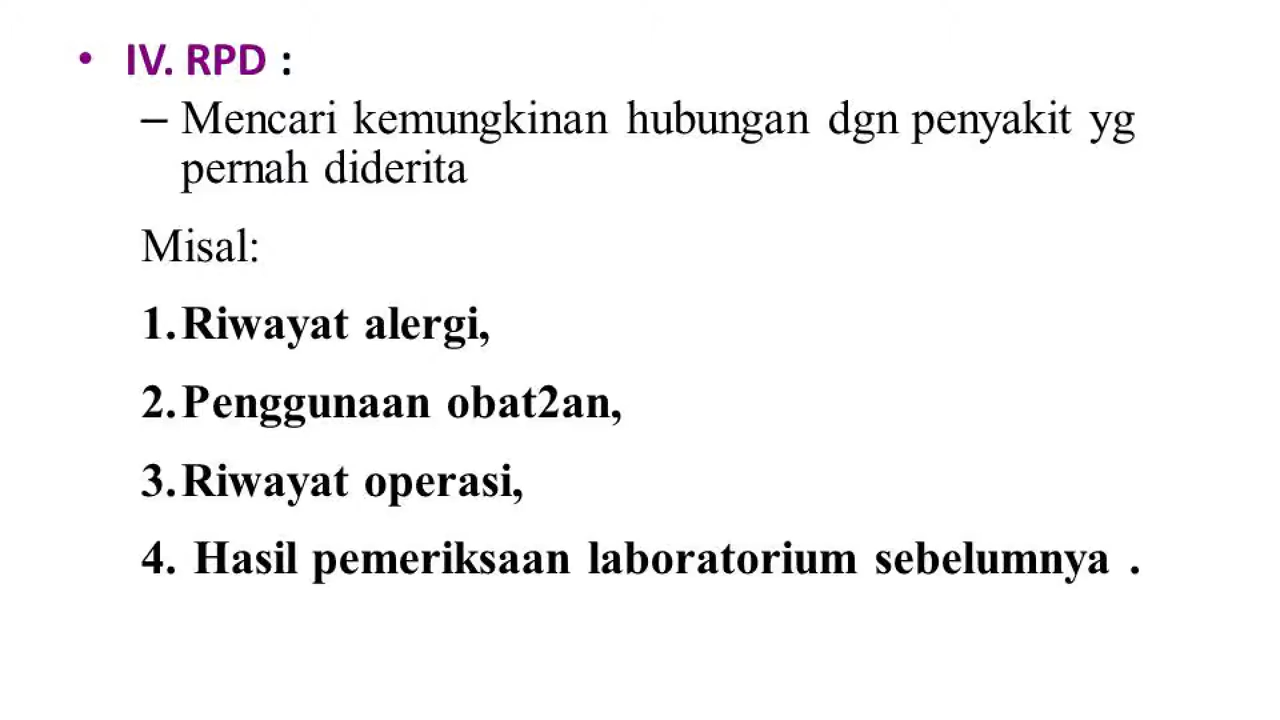 • IV. RPD :
– Mencari kemungkinan hubungan dgn penyakit yg
pernah diderita
Misal:
1. Riwayat alergi,
2. Penggunaan obat2an,
3. Riwayat operasi,
4. Hasil pemeriksaan laboratorium sebelumnya .